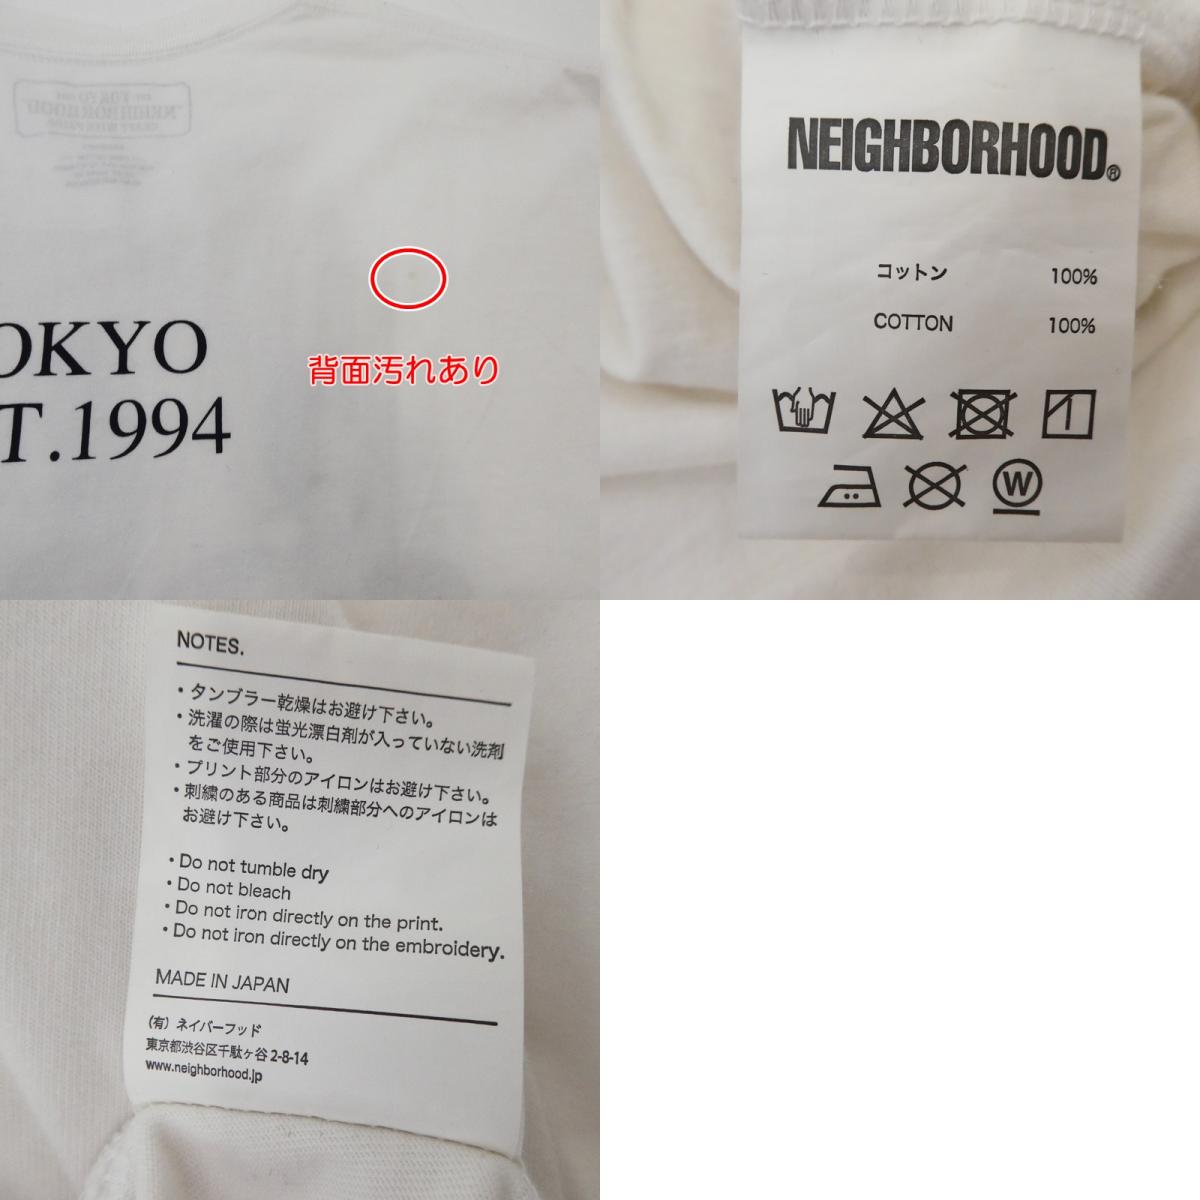 EST. TOKYO 1994
NEIGHBORHOOD
CRAFT WITH PRIDE
OKYO
T.1994
背面汚れあり
NEIGHBORHOOD®
コットン 100%
COTTON 100%
W
NOTES.
・タンブラー乾燥はお避け下さい。
・洗濯の際は蛍光漂白剤が入っていない洗剤
をご使用下さい。
・プリント部分のアイロンはお避け下さい。
・刺繍のある商品は刺繍部分へのアイロンは
お避け下さい。
・Do not tumble dry
・Do not bleach
・Do not iron directly on the print.
・Do not iron directly on the embroidery.
MADE IN JAPAN
(有) ネイバーフッド
東京都渋谷区千駄ヶ谷 2-8-14
www.neighborhood.jp